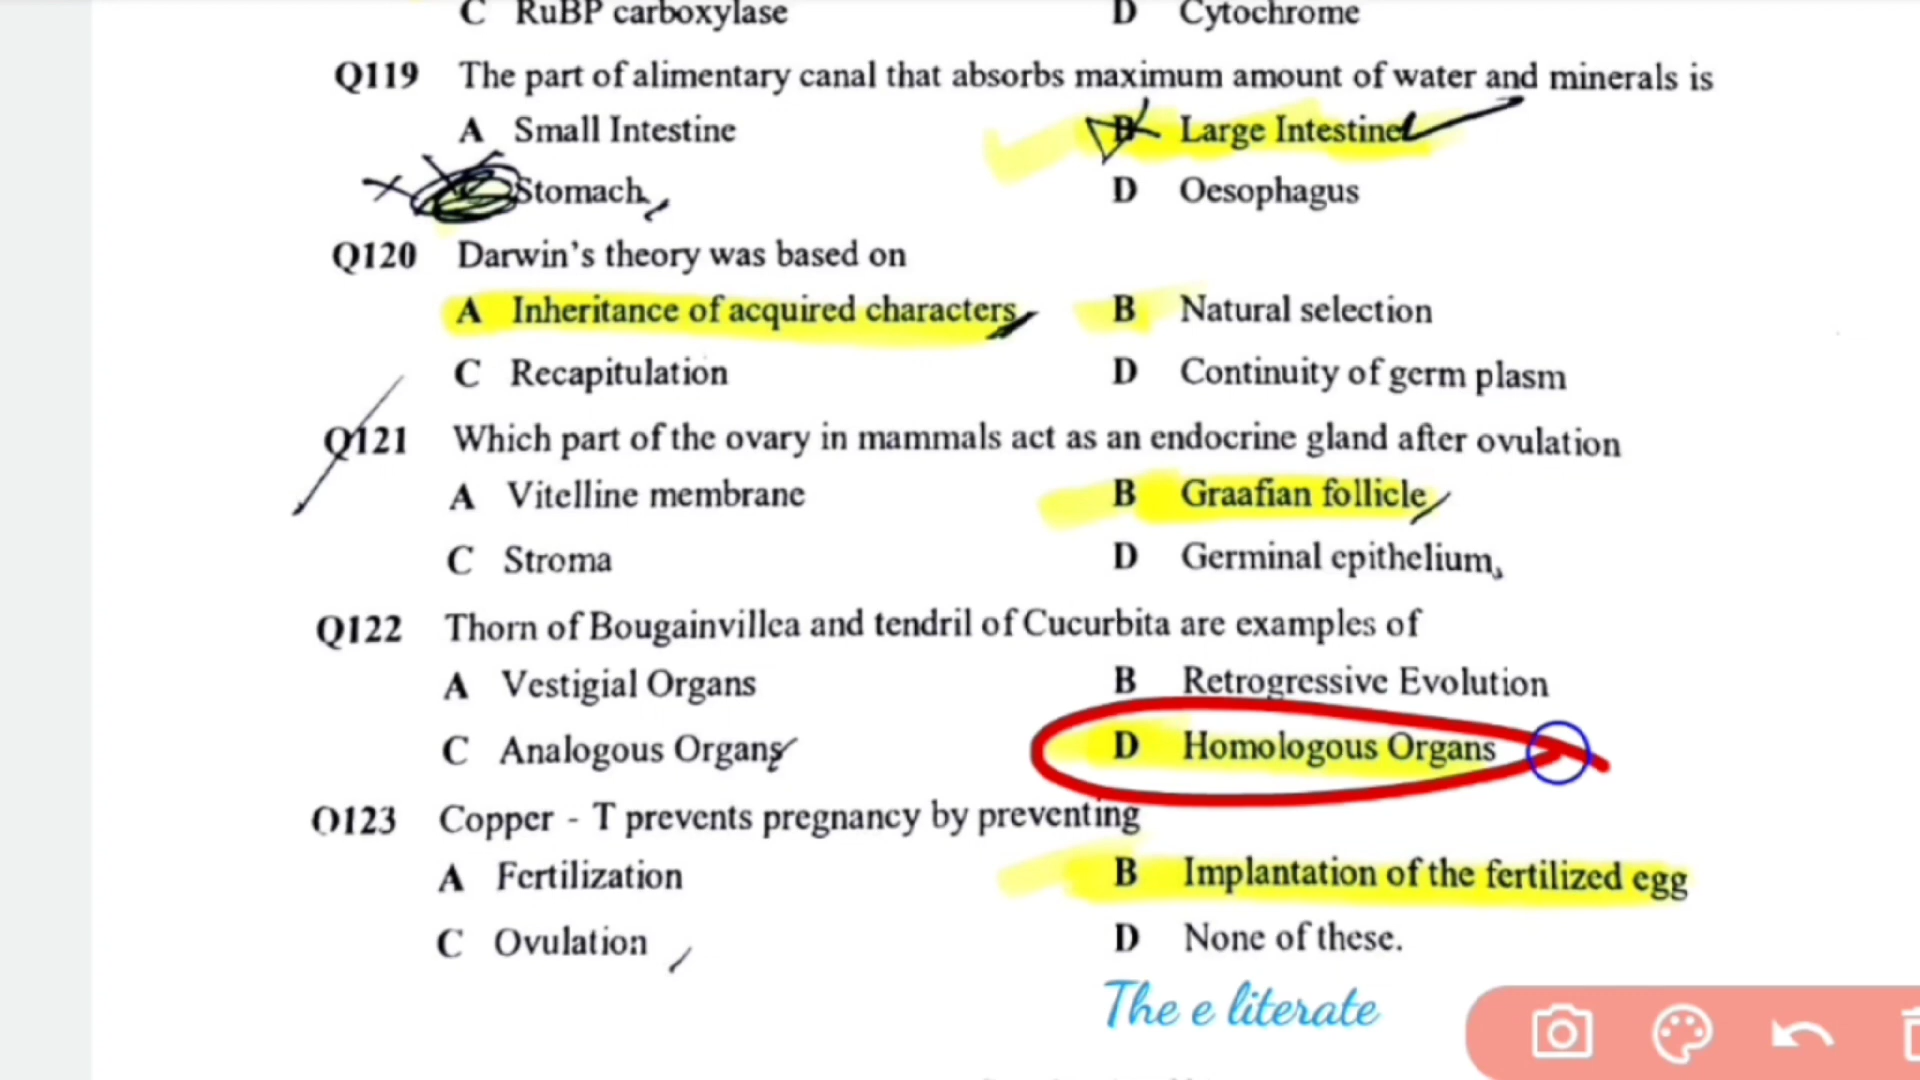 C RuBP carboxylase D Cytochrome
Q119 The part of alimentary canal that absorbs maximum amount of water and minerals is
A Small Intestine B Large Intestine
Stomach D Oesophagus
Q120 Darwin's theory was based on
A Inheritance of acquired characters B Natural selection
C Recapitulation D Continuity of germ plasm
Q121 Which part of the ovary in mammals act as an endocrine gland after ovulation
A Vitelline membrane B Graafian follicle
C Stroma D Germinal epithelium,
Q122 Thorn of Bougainvillea and tendril of Cucurbita are examples of
A Vestigial Organs B Retrogressive Evolution
C Analogous Organs D Homologous Organs
Q123 Copper - T prevents pregnancy by preventing
A Fertilization B Implantation of the fertilized egg
C Ovulation D None of these.
The e literate